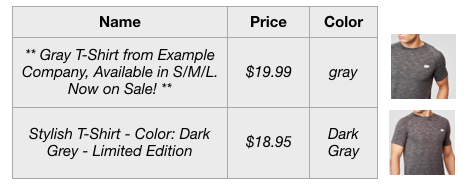 Name Price Color
** Gray T-Shirt from Example
Company, Available in S/M/L.
Now on Sale! **
$19.99
gray
Stylish T-Shirt - Color: Dark
Grey - Limited Edition
$18.95
Dark
Gray